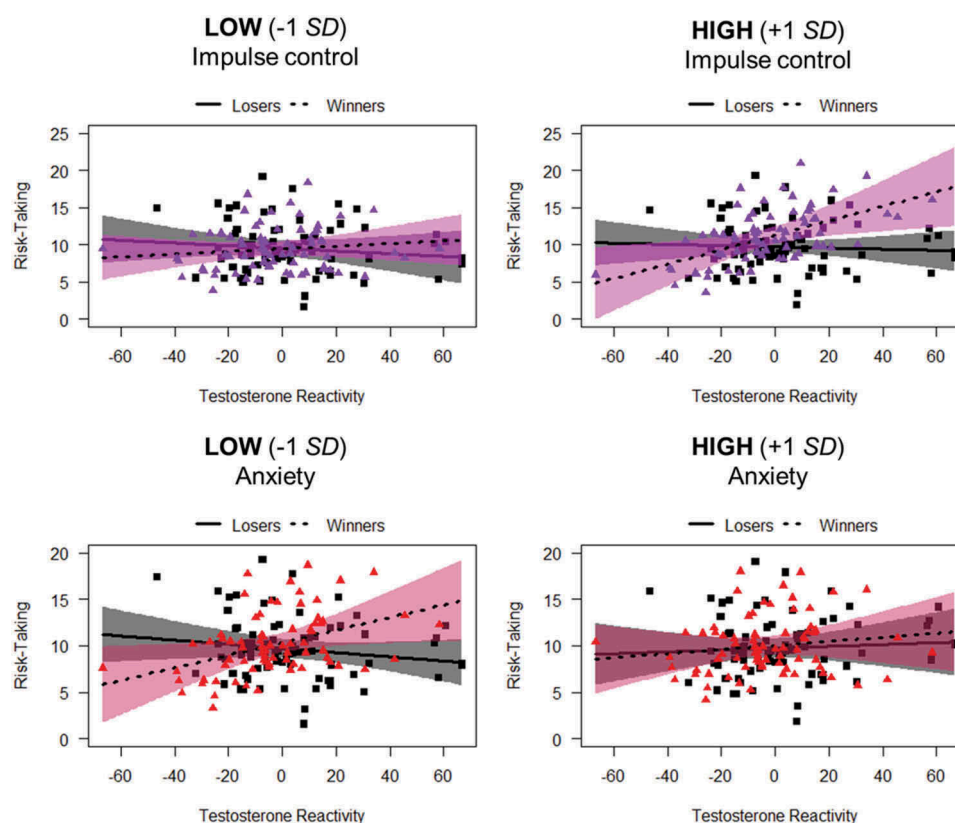 LOW (-1 SD)
Impulse control
Losers Winners
Risk-Taking
25
20
15
10
5
0
-60 -40 -20 0 20 40 60
Testosterone Reactivity
HIGH (+1 SD)
Impulse control
Losers Winners
Risk-Taking
25
20
15
10
5
0
-60 -40 -20 0 20 40 60
Testosterone Reactivity
LOW (-1 SD)
Anxiety
Losers Winners
Risk-Taking
20
15
10
5
0
-60 -40 -20 0 20 40 60
Testosterone Reactivity
HIGH (+1 SD)
Anxiety
Losers Winners
Risk-Taking
20
15
10
5
0
-60 -40 -20 0 20 40 60
Testosterone Reactivity